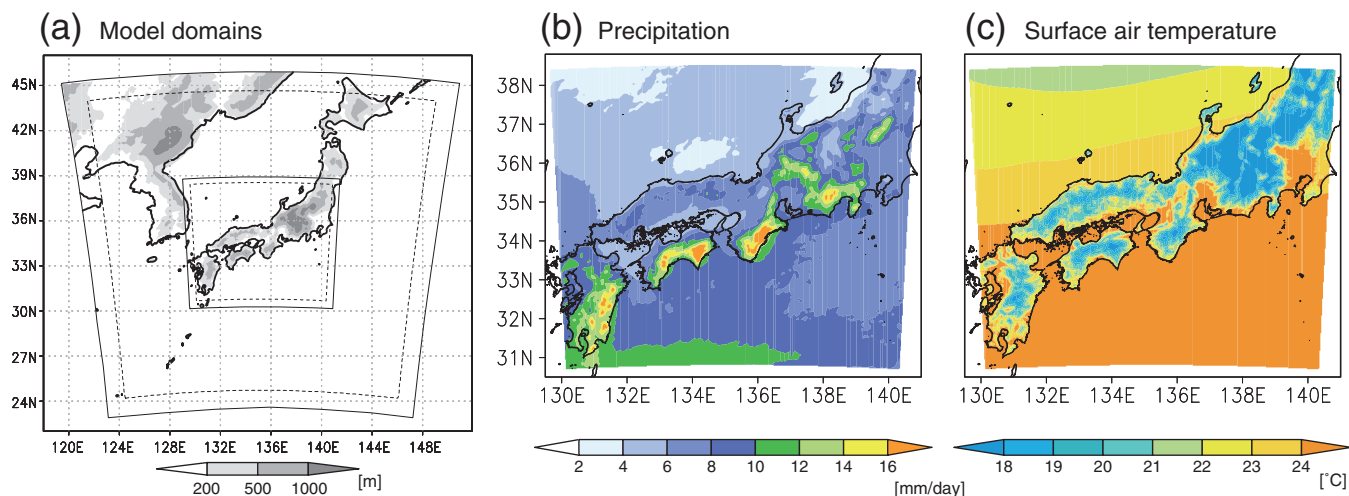 (a) Model domains
45N
42N
39N
36N
33N
30N
27N
24N
120E 124E 128E 132E 136E 140E 144E 148E
200 500 1000 [m]
(b) Precipitation
38N
37N
36N
35N
34N
33N
32N
31N
130E 132E 134E 136E 138E 140E
2 4 6 8 10 12 14 16
[mm/day]
(c) Surface air temperature
130E 132E 134E 136E 138E 140E
18 19 20 21 22 23 24
[°C]